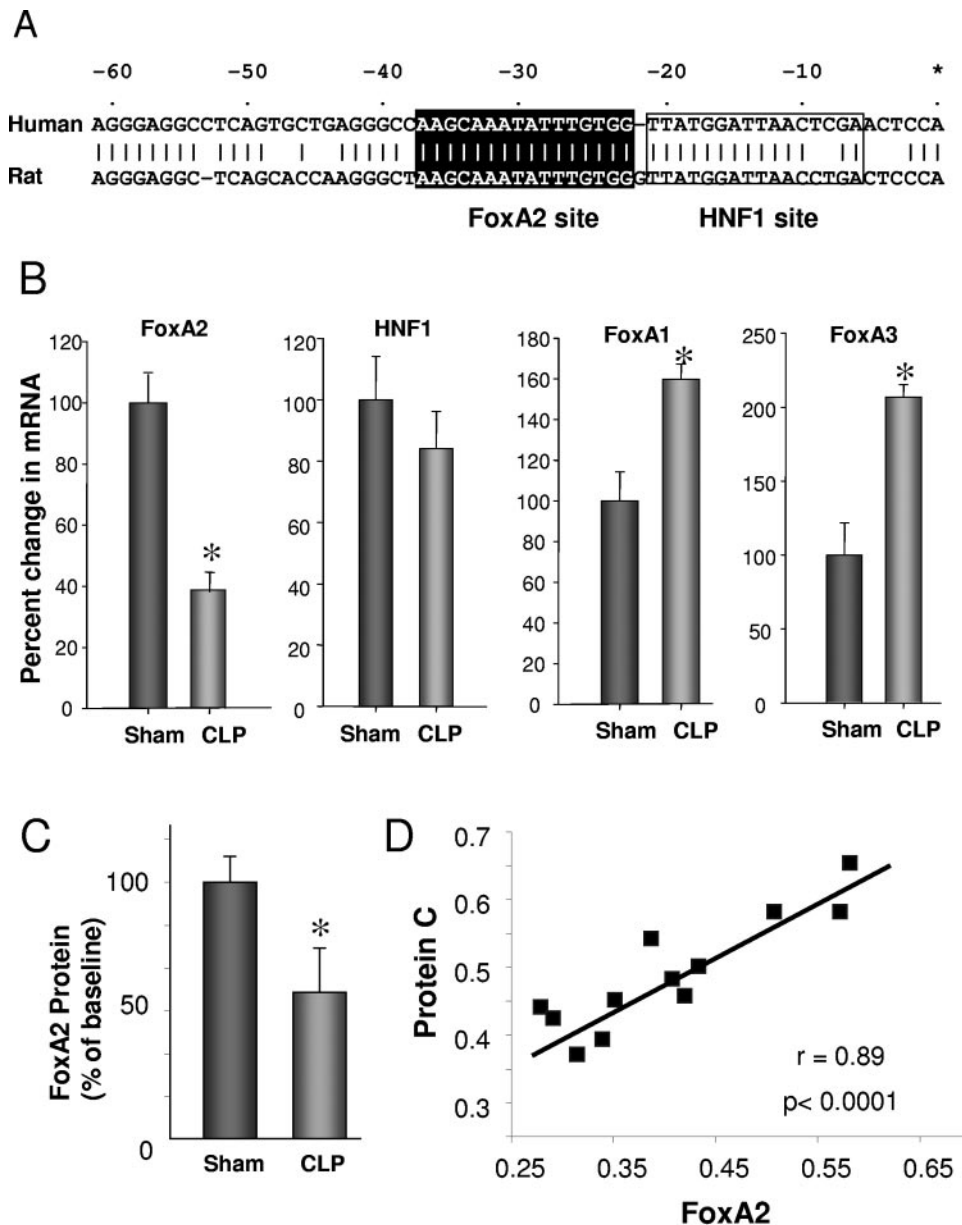 A
-60 -50 -40 -30 -20 -10 *
Human AGGGAGGCCTCAGTGCTGAGGGCCAAGCAAATATTTGTGG-TTATGGATTAACTCGAACTCCA
Rat AGGGAGGC-TCAGCACCAAGGGCTAAGCAAATATTTGTGGGTTATGGATTAACCTGACTCCCA
FoxA2 site HNF1 site
B
Percent change in mRNA
FoxA2
120
100
80
60
40
20
0
*
Sham CLP
HNF1
120
100
80
60
40
20
0
Sham CLP
FoxA1
180
160
140
120
100
80
60
40
20
0
*
Sham CLP
FoxA3
250
200
150
100
50
0
*
Sham CLP
C
FoxA2 Protein
(% of baseline)
100
50
0
*
Sham CLP
D
Protein C
0.7
0.6
0.5
0.4
0.3
r = 0.89
p< 0.0001
0.25 0.35 0.45 0.55 0.65
FoxA2